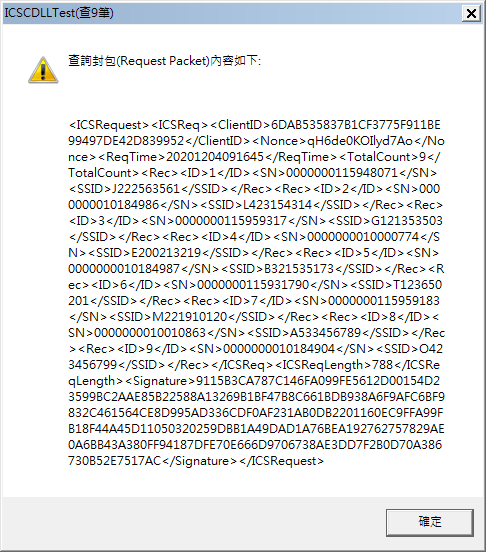 ICSCDLLTest(查9筆)
查詢封包(Request Packet)內容如下:
<ICSRequest><ICSReq><ClientID>6DAB535837B1CF3775F911BE
99497DE42D839952</ClientID><Nonce>qH6de0KOIlyd7Ao</No
nce><ReqTime>20201204091645</ReqTime><TotalCount>9</
TotalCount><Rec><ID>1</ID><SN>0000000115948071</SN>
<SSID>J222563561</SSID></Rec><Rec><ID>2</ID><SN>000
0000010184986</SN><SSID>L423154314</SSID></Rec><Rec>
<ID>3</ID><SN>0000000115959317</SN><SSID>G121353503
</SSID></Rec><Rec><ID>4</ID><SN>0000000010000774</S
N><SSID>E200213219</SSID></Rec><Rec><ID>5</ID><SN>
0000000010184987</SN><SSID>B321535173</SSID></Rec><R
ec><ID>6</ID><SN>0000000115931790</SN><SSID>T123650
201</SSID></Rec><Rec><ID>7</ID><SN>0000000115959183
</SN><SSID>M221910120</SSID></Rec><Rec><ID>8</ID><
SN>0000000010010863</SN><SSID>A533456789</SSID></Rec
><Rec><ID>9</ID><SN>0000000010184904</SN><SSID>O42
3456799</SSID></Rec></ICSReq><ICSReqLength>788</ICSRe
qLength><Signature>9115B3CA787C146FA099FE5612D00154D2
3599BC2AAE85B22588A13269B1BF47B8C661BDB938A6F9AFC6BF9
832C461564CE8D995AD336CDF0AF231AB0DB2201160EC9FFA99F
B18F44A45D11050320259DBB1A49DAD1A76BEA192762757829AE
0A6BB43A380FF94187DFE70E666D9706738AE3DD7F2B0D70A386
730B52E7517AC</Signature></ICSRequest>
確定